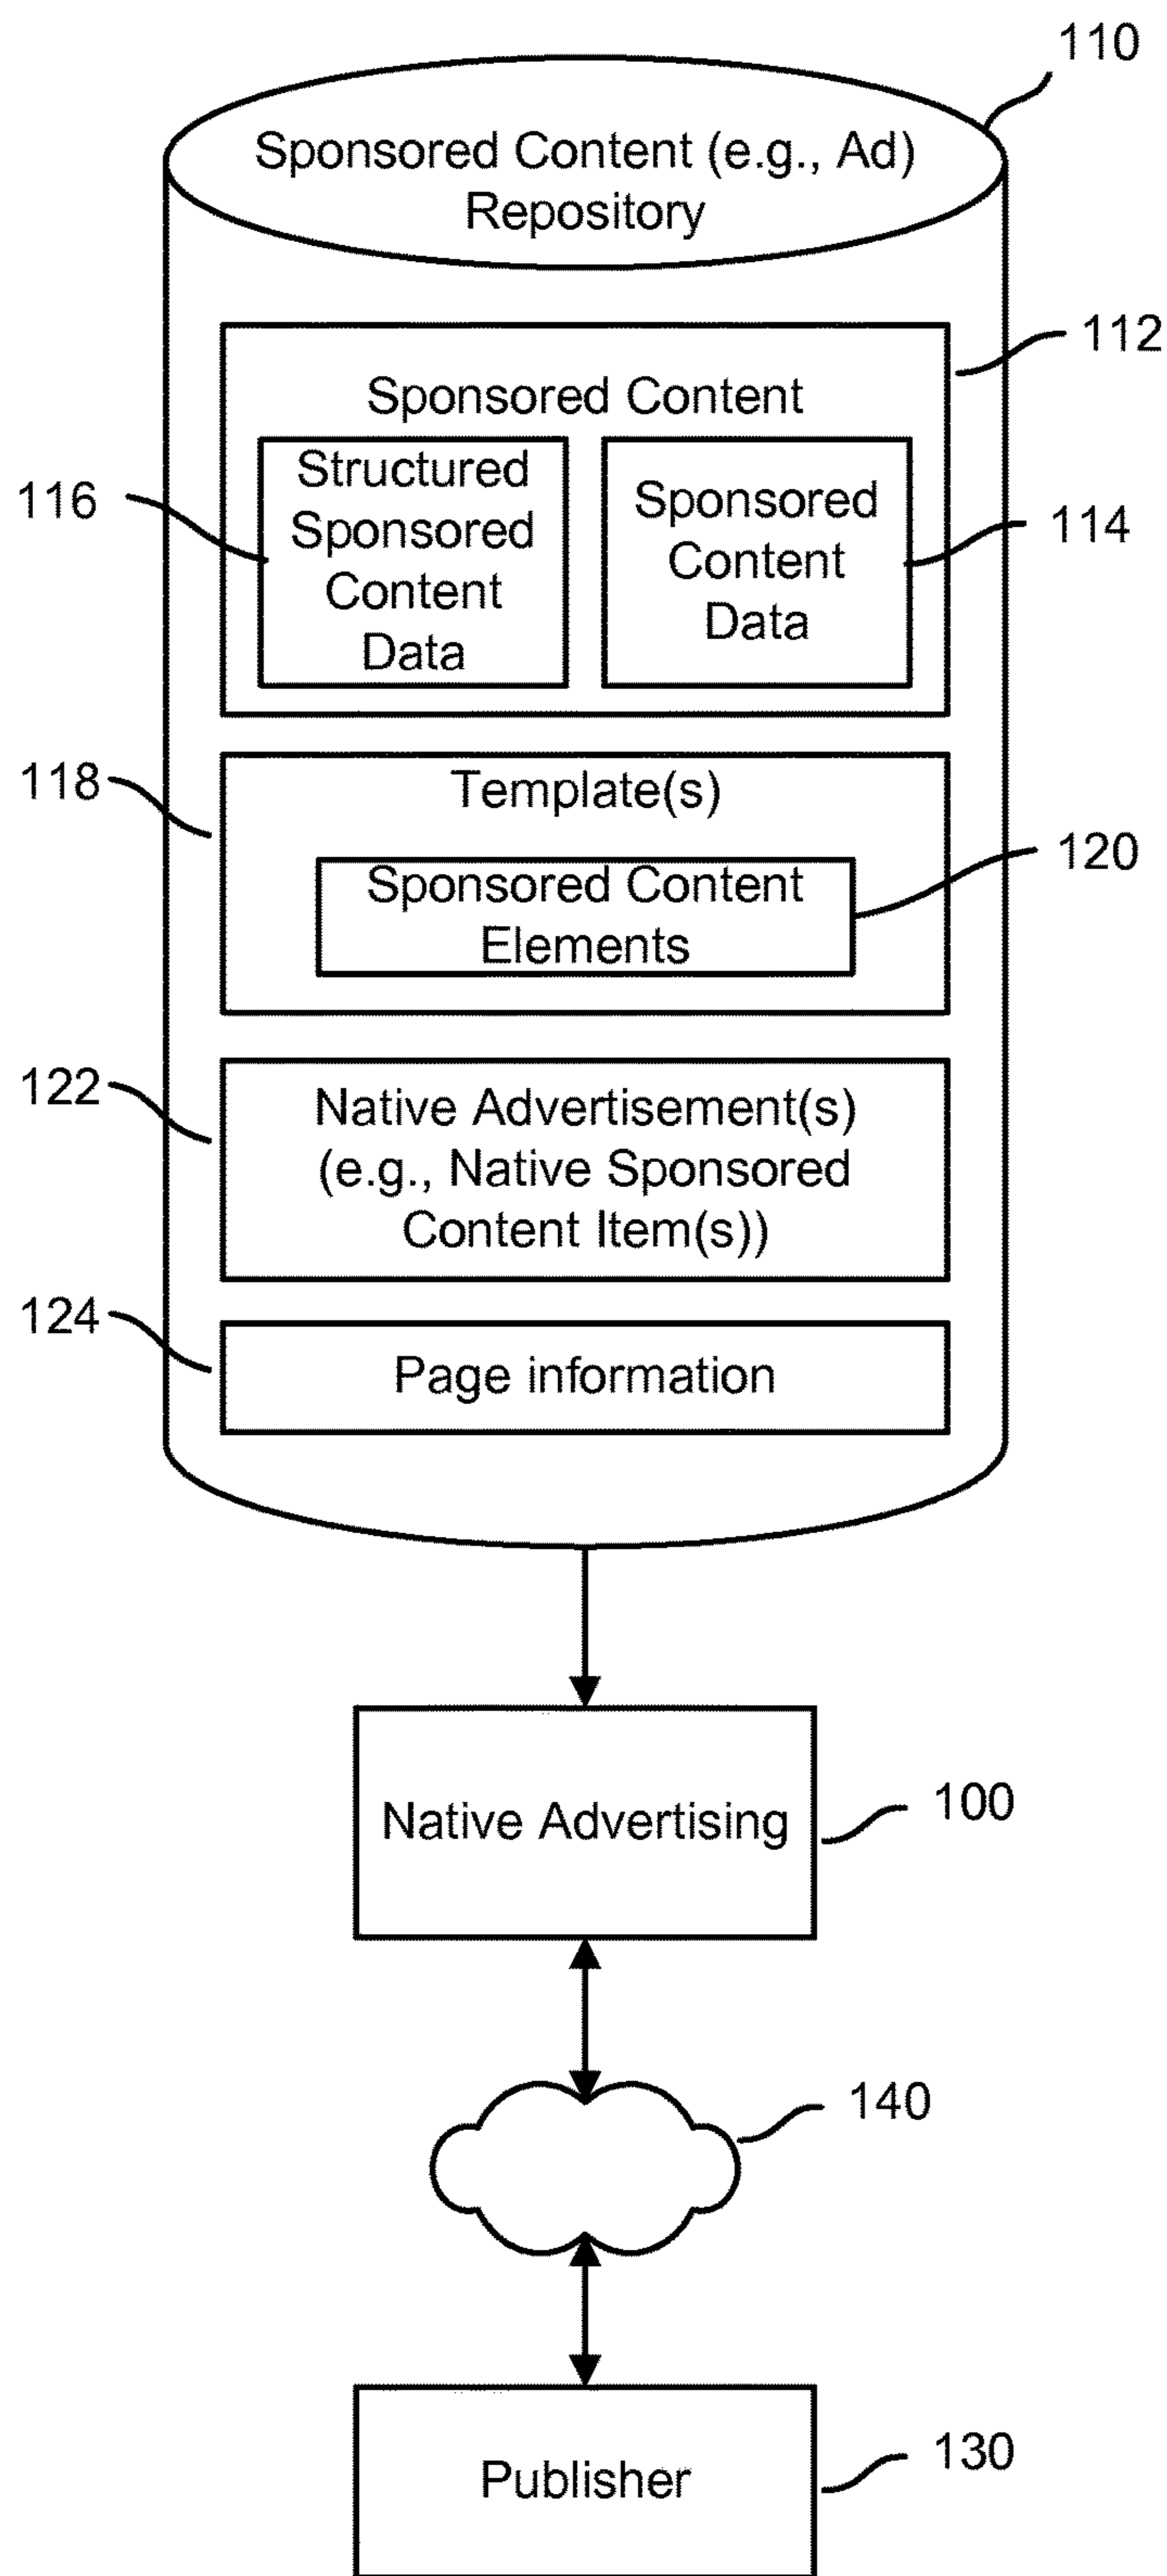 110
Sponsored Content (e.g., Ad)
Repository
112
Sponsored Content
116
Structured
Sponsored
Content
Data
Sponsored
Content
Data
114
118
Template(s)
120
Sponsored Content
Elements
122
Native Advertisement(s)
(e.g., Native Sponsored
Content Item(s))
124
Page information
Native Advertising
100
140
Publisher
130